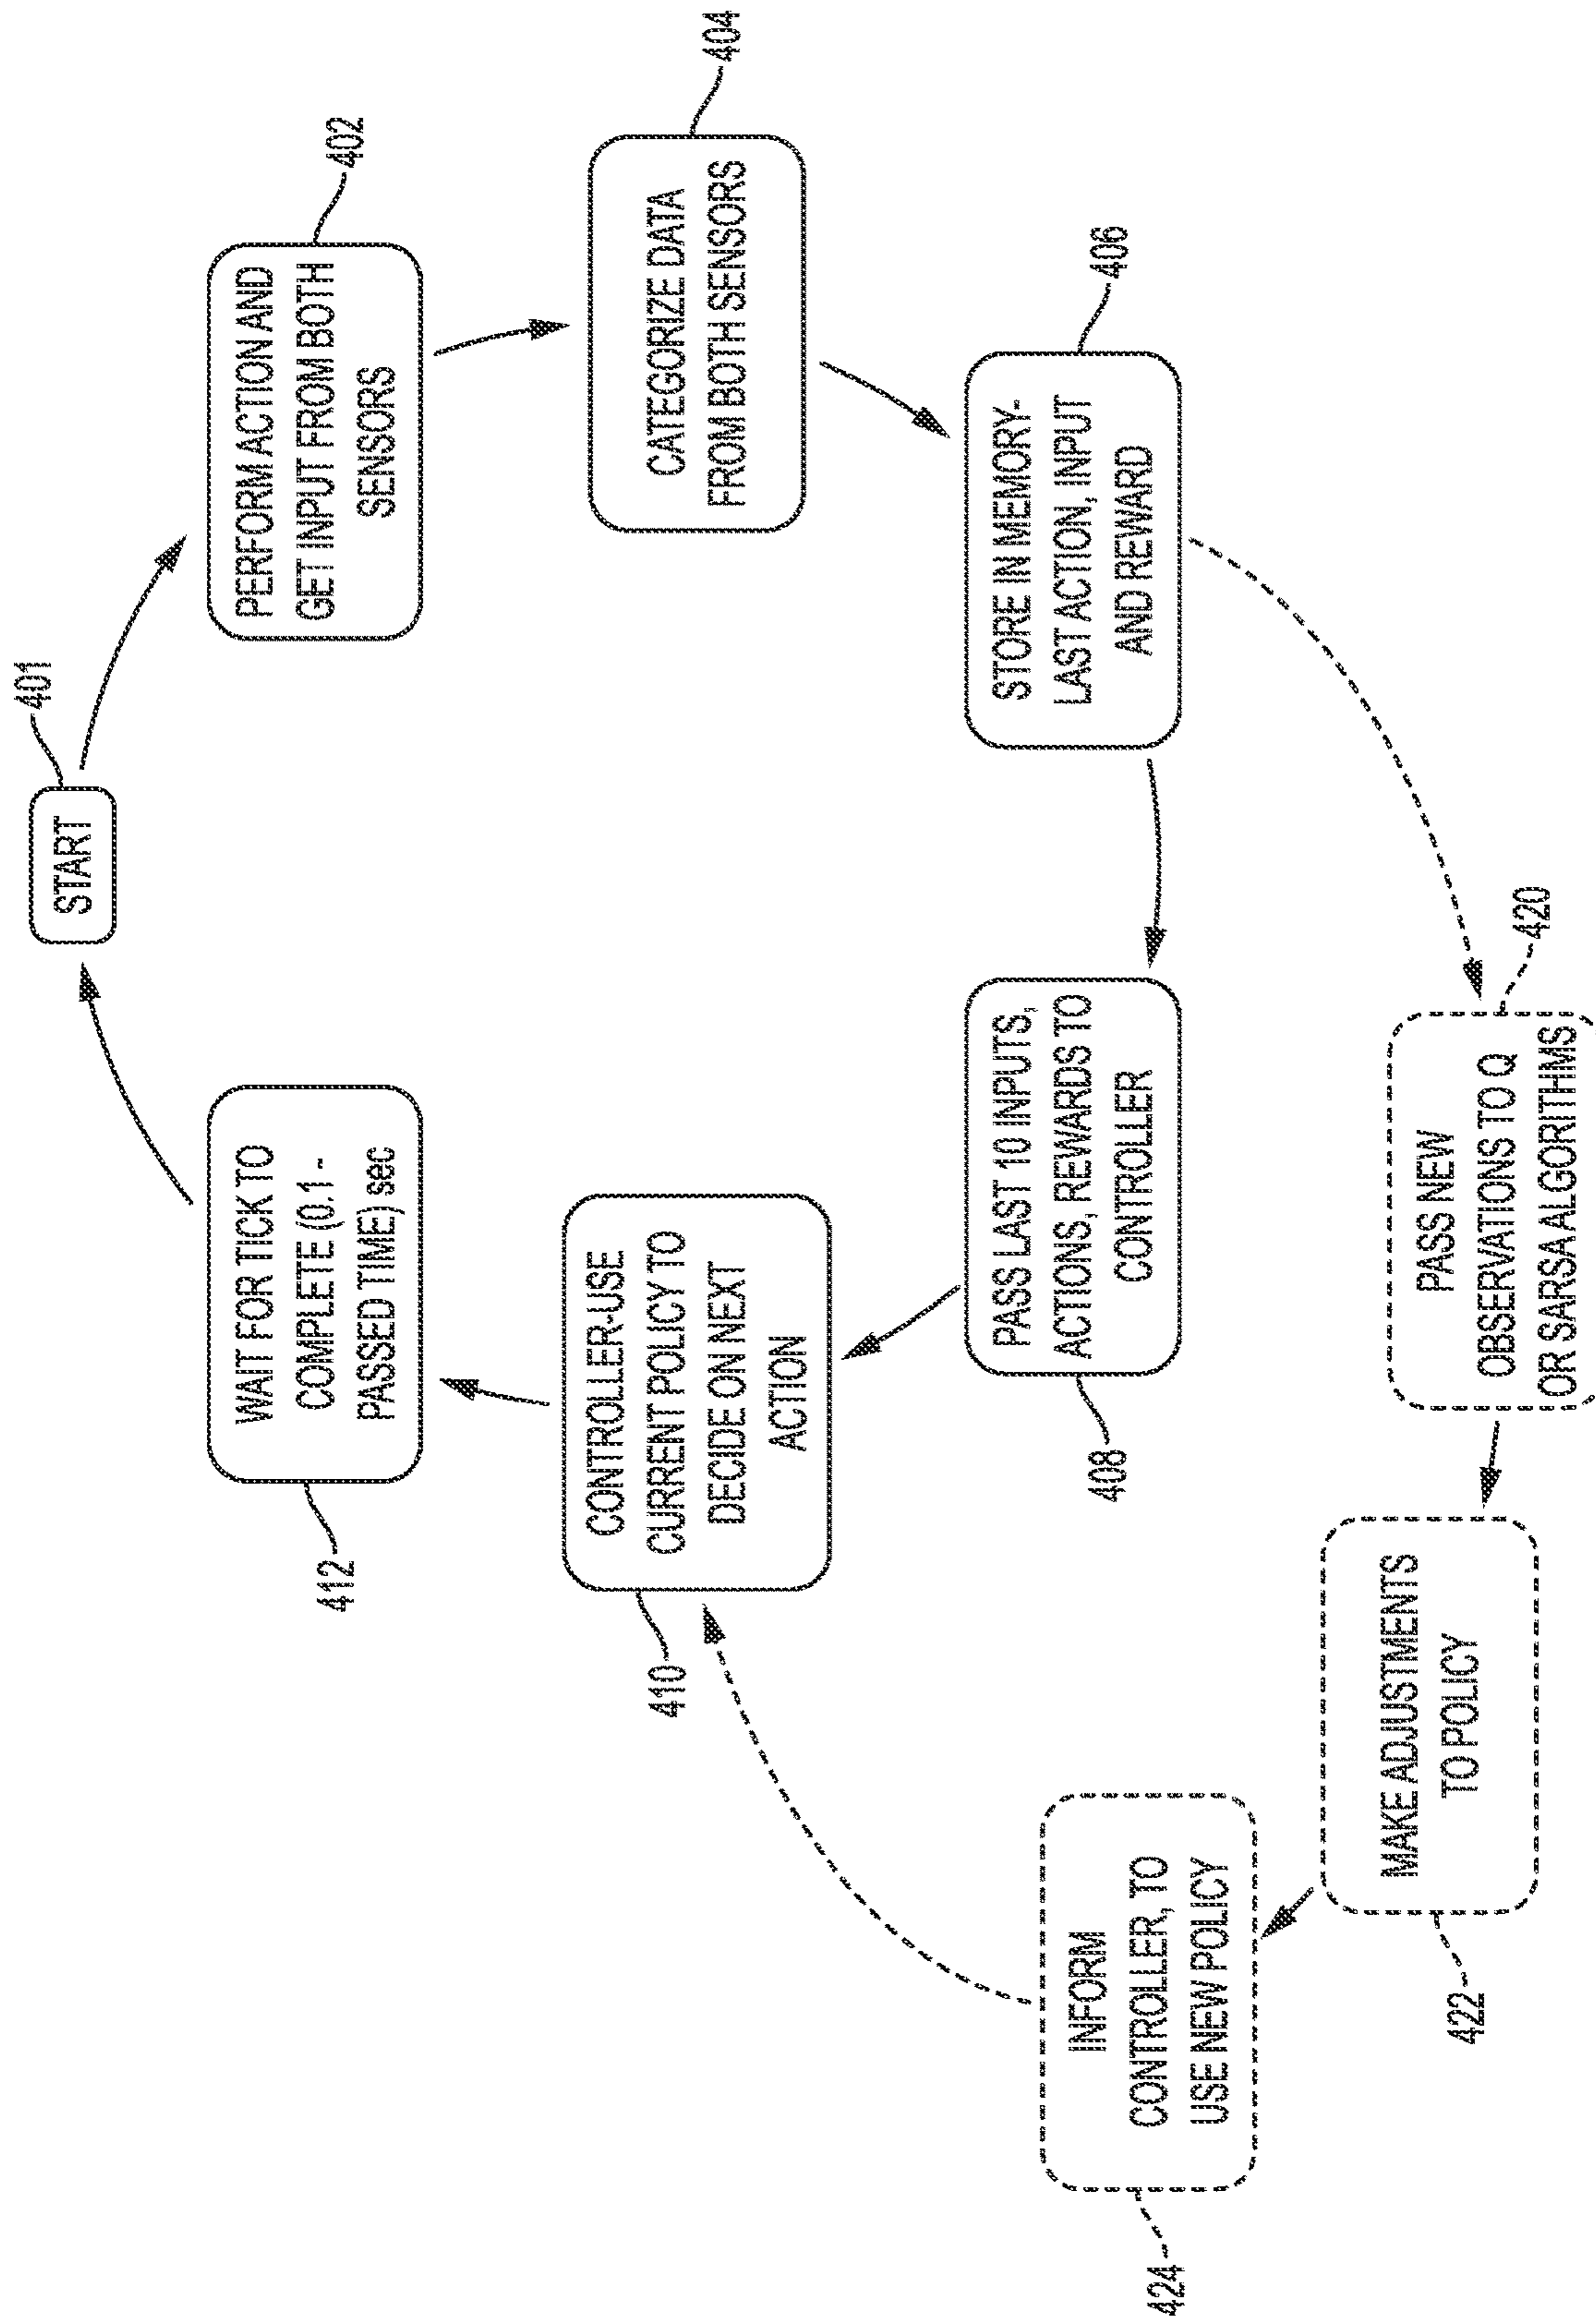 START
401
PERFORM ACTION AND
GET INPUT FROM BOTH
SENSORS
402
CATEGORIZE DATA
FROM BOTH SENSORS
404
STORE IN MEMORY-
LAST ACTION, INPUT
AND REWARD
406
PASS LAST 10 INPUTS,
ACTIONS, REWARDS TO
CONTROLLER
408
CONTROLLER-USE
CURRENT POLICY TO
DECIDE ON NEXT
ACTION
410
WAIT FOR TICK TO
COMPLETE (0.1 -
PASSED TIME) sec
412
PASS NEW
OBSERVATIONS TO Q
OR SARSA ALGORITHMS
420
MAKE ADJUSTMENTS
TO POLICY
422
INFORM
CONTROLLER, TO
USE NEW POLICY
424